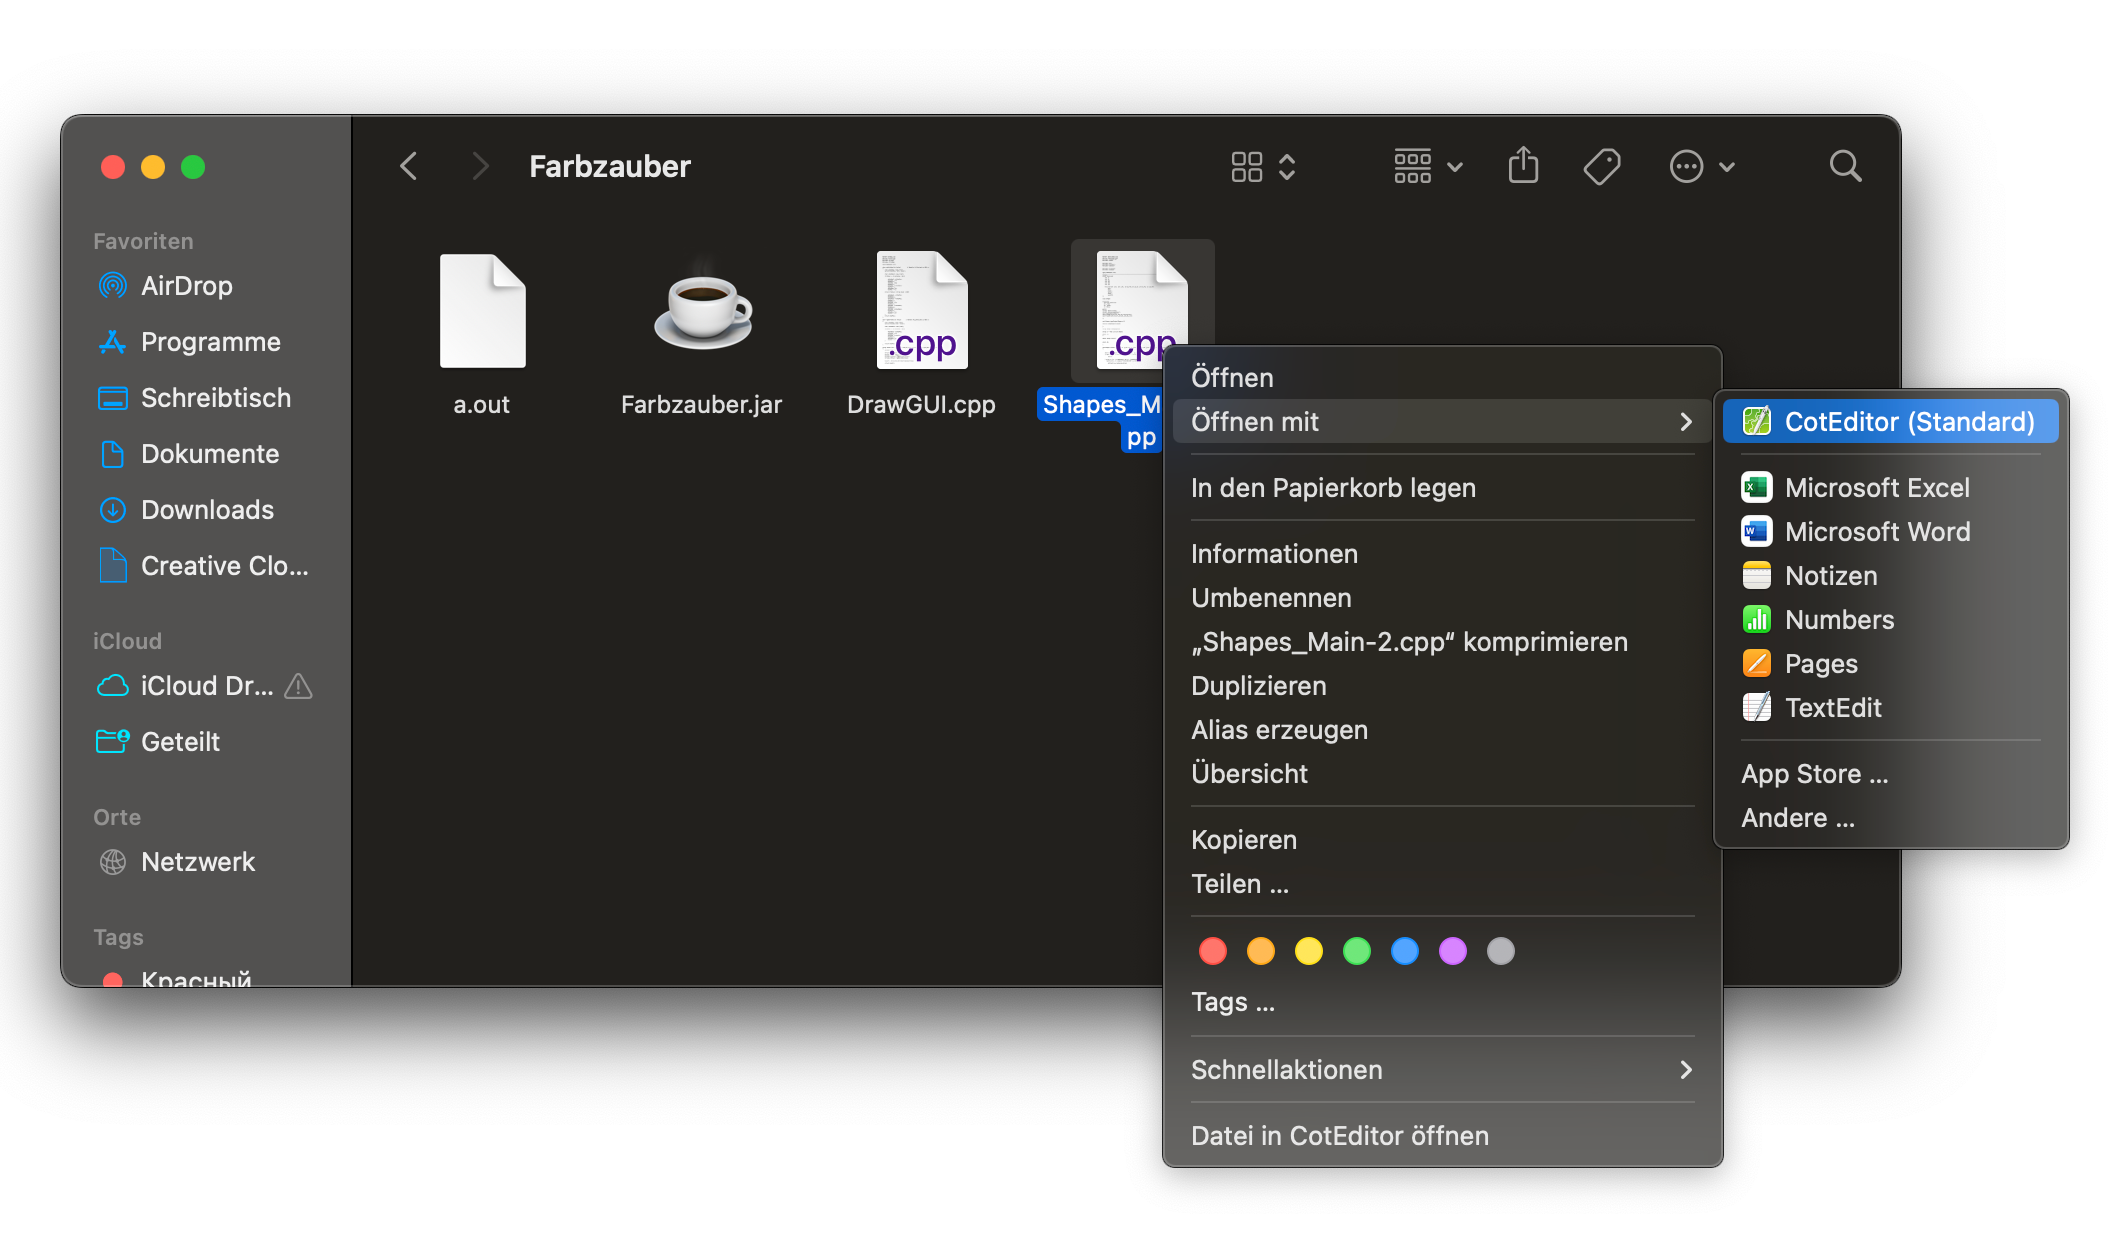 Farbzauber
Favoriten
AirDrop
Programme
Schreibtisch
Dokumente
Downloads
Creative Clo...
iCloud
iCloud Dr...
Geteilt
Orte
Netzwerk
Tags
Красный
a.out
Farbzauber.jar
.cpp
DrawGUI.cpp
.cpp
Shapes_M
pp
Öffnen
Öffnen mit
In den Papierkorb legen
Informationen
Umbenennen
„Shapes_Main-2.cpp“ komprimieren
Duplizieren
Alias erzeugen
Übersicht
Kopieren
Teilen ...
Tags ...
Schnellaktionen
Datei in CotEditor öffnen
CotEditor (Standard)
Microsoft Excel
Microsoft Word
Notizen
Numbers
Pages
TextEdit
App Store ...
Andere ...